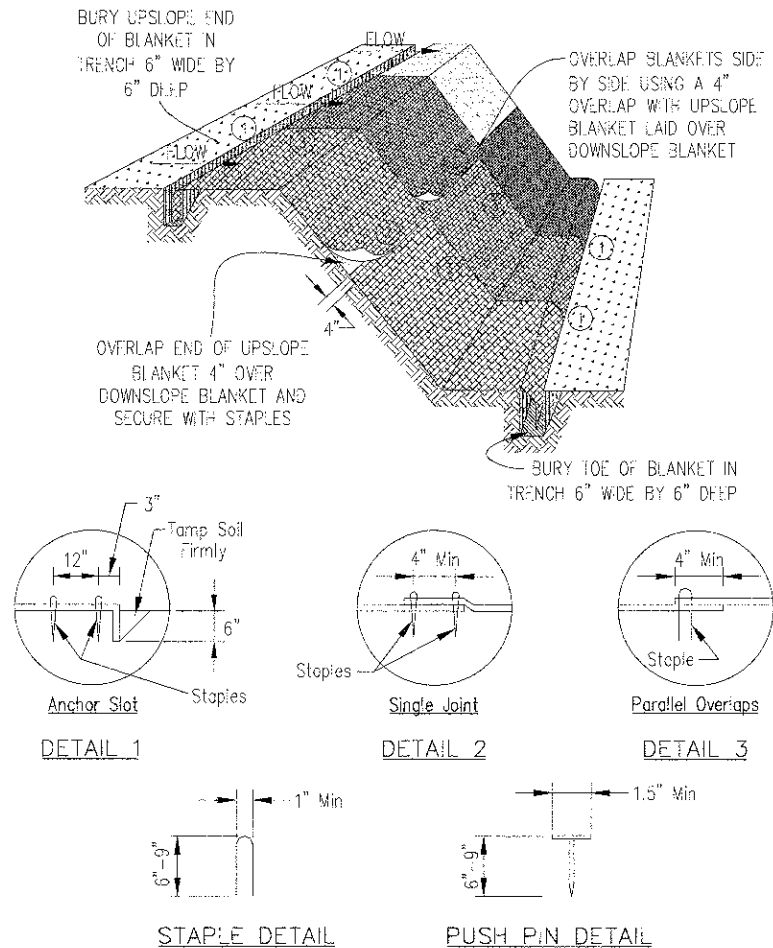 BURY UPSLOPE END
OF BLANKET IN
TRENCH 6" WIDE BY
6" DEEP
FLOW
FLOW
FLOW
1
1
1
1
OVERLAP BLANKETS SIDE
BY SIDE USING A 4"
OVERLAP WITH UPSLOPE
BLANKET LAID OVER
DOWNSLOPE BLANKET
4"
OVERLAP END OF UPSLOPE
BLANKET 4" OVER
DOWNSLOPE BLANKET AND
SECURE WITH STAPLES
BURY TOE OF BLANKET IN
TRENCH 6" WIDE BY 6" DEEP
3"
12"
Tamp Soil
Firmly
6"
Staples
Anchor Slot
DETAIL 1
4" Min
Staples
Single Joint
DETAIL 2
4" Min
Staple
Parallel Overlaps
DETAIL 3
1" Min
6"-9"
STAPLE DETAIL
1.5" Min
6"-9"
PUSH PIN DETAIL